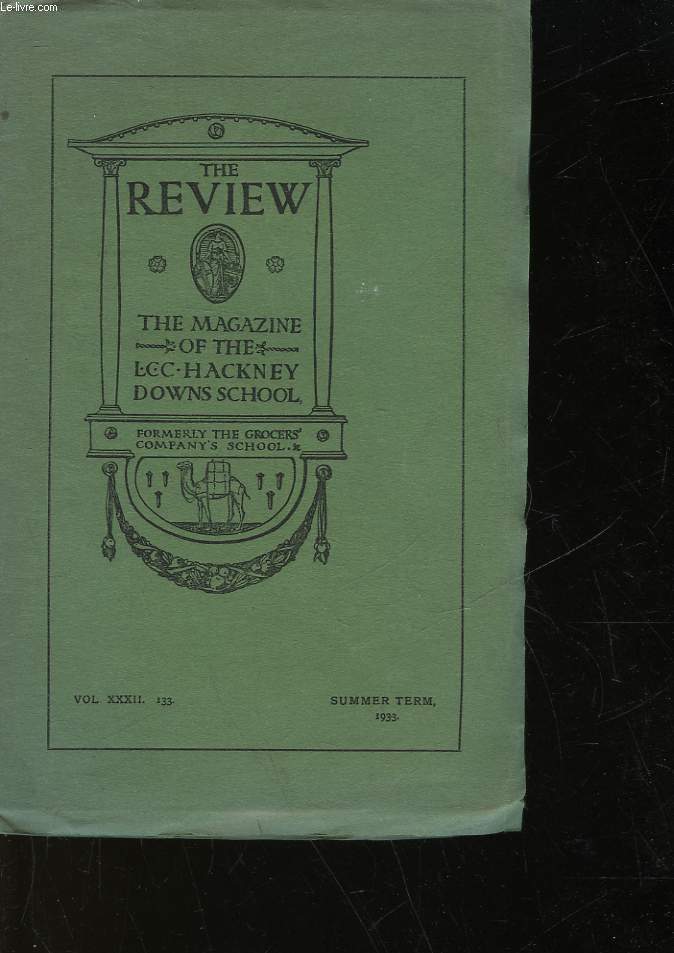 Le-livre.com
THE
REVIEW
THE MAGAZINE
OF THE
L·C·C·HACKNEY
DOWNS SCHOOL,
FORMERLY THE GROCERS'
COMPANY'S SCHOOL.
VOL. XXXII. 133.
SUMMER TERM,
1933.